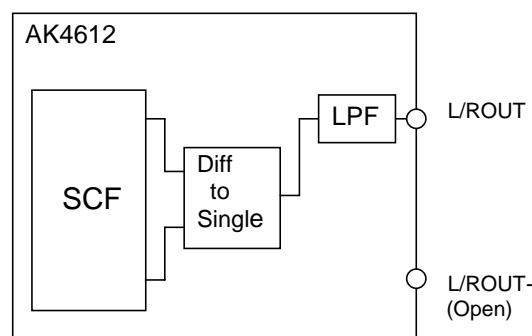 AK4612
LPF
L/ROUT
Diff
to
Single
SCF
L/ROUT-
(Open)